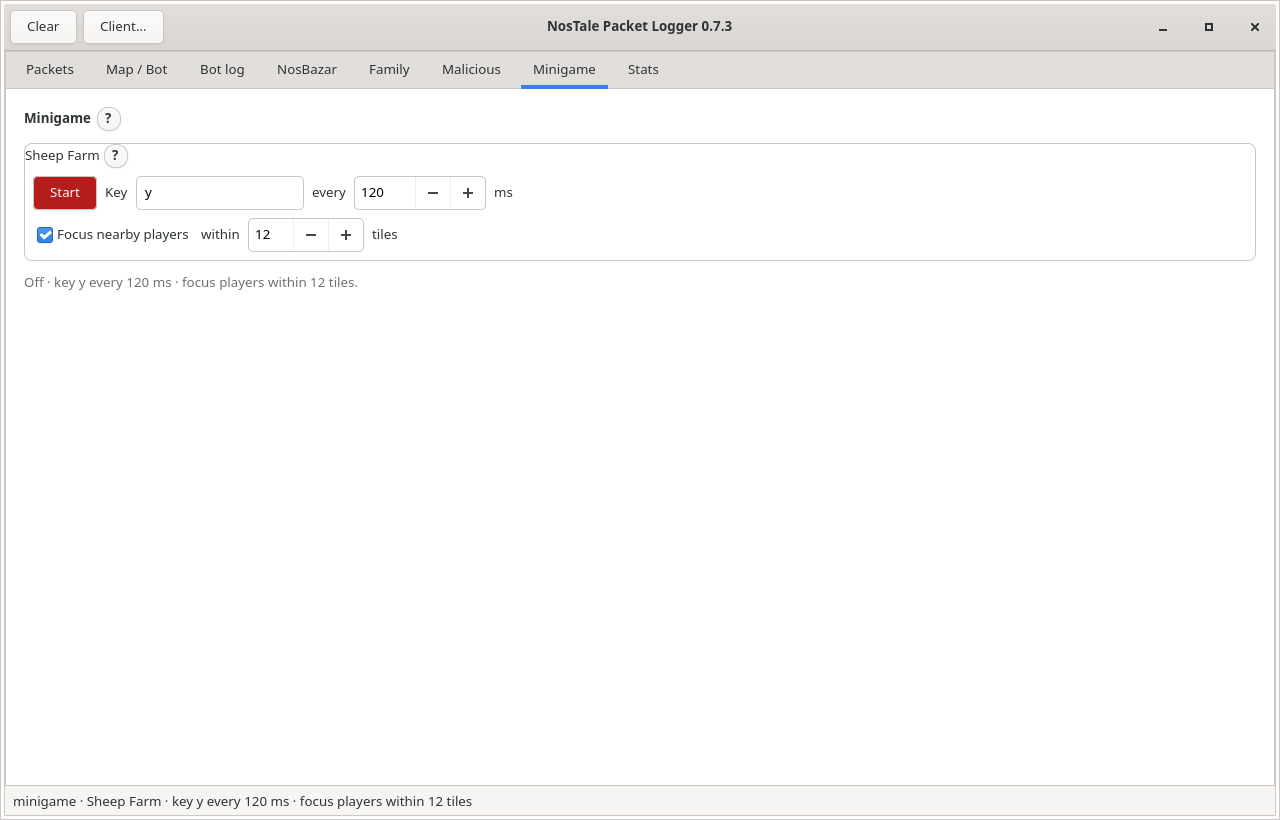 Clear Client... NosTale Packet Logger 0.7.3
Packets Map / Bot Bot log NosBazar Family Malicious Minigame Stats
Minigame ?
Sheep Farm ?
Start Key y every 120 ms
Focus nearby players within 12 tiles
Off · key y every 120 ms · focus players within 12 tiles.
minigame · Sheep Farm · key y every 120 ms · focus players within 12 tiles